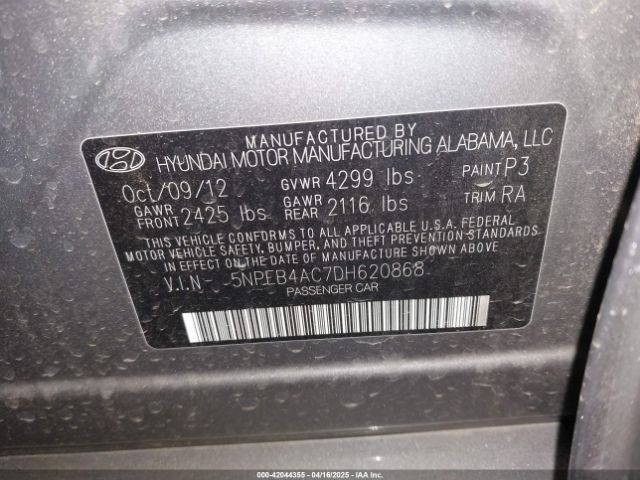 MANUFACTURED BY
HYUNDAI MOTOR MANUFACTURING ALABAMA, LLC
Oct/09/12 GVWR 4299 lbs PAINT P3
GAWR FRONT 2425 lbs GAWR REAR 2116 lbs TRIM RA
THIS VEHICLE CONFORMS TO ALL APPLICABLE U.S.A. FEDERAL
MOTOR VEHICLE SAFETY, BUMPER, AND THEFT PREVENTION STANDARDS
IN EFFECT ON THE DATE OF MANUFACTURE SHOWN ABOVE
V.I.N 5NPEB4AC7DH620868
PASSENGER CAR
000-42044355 04/16/2025 IAA, Inc.